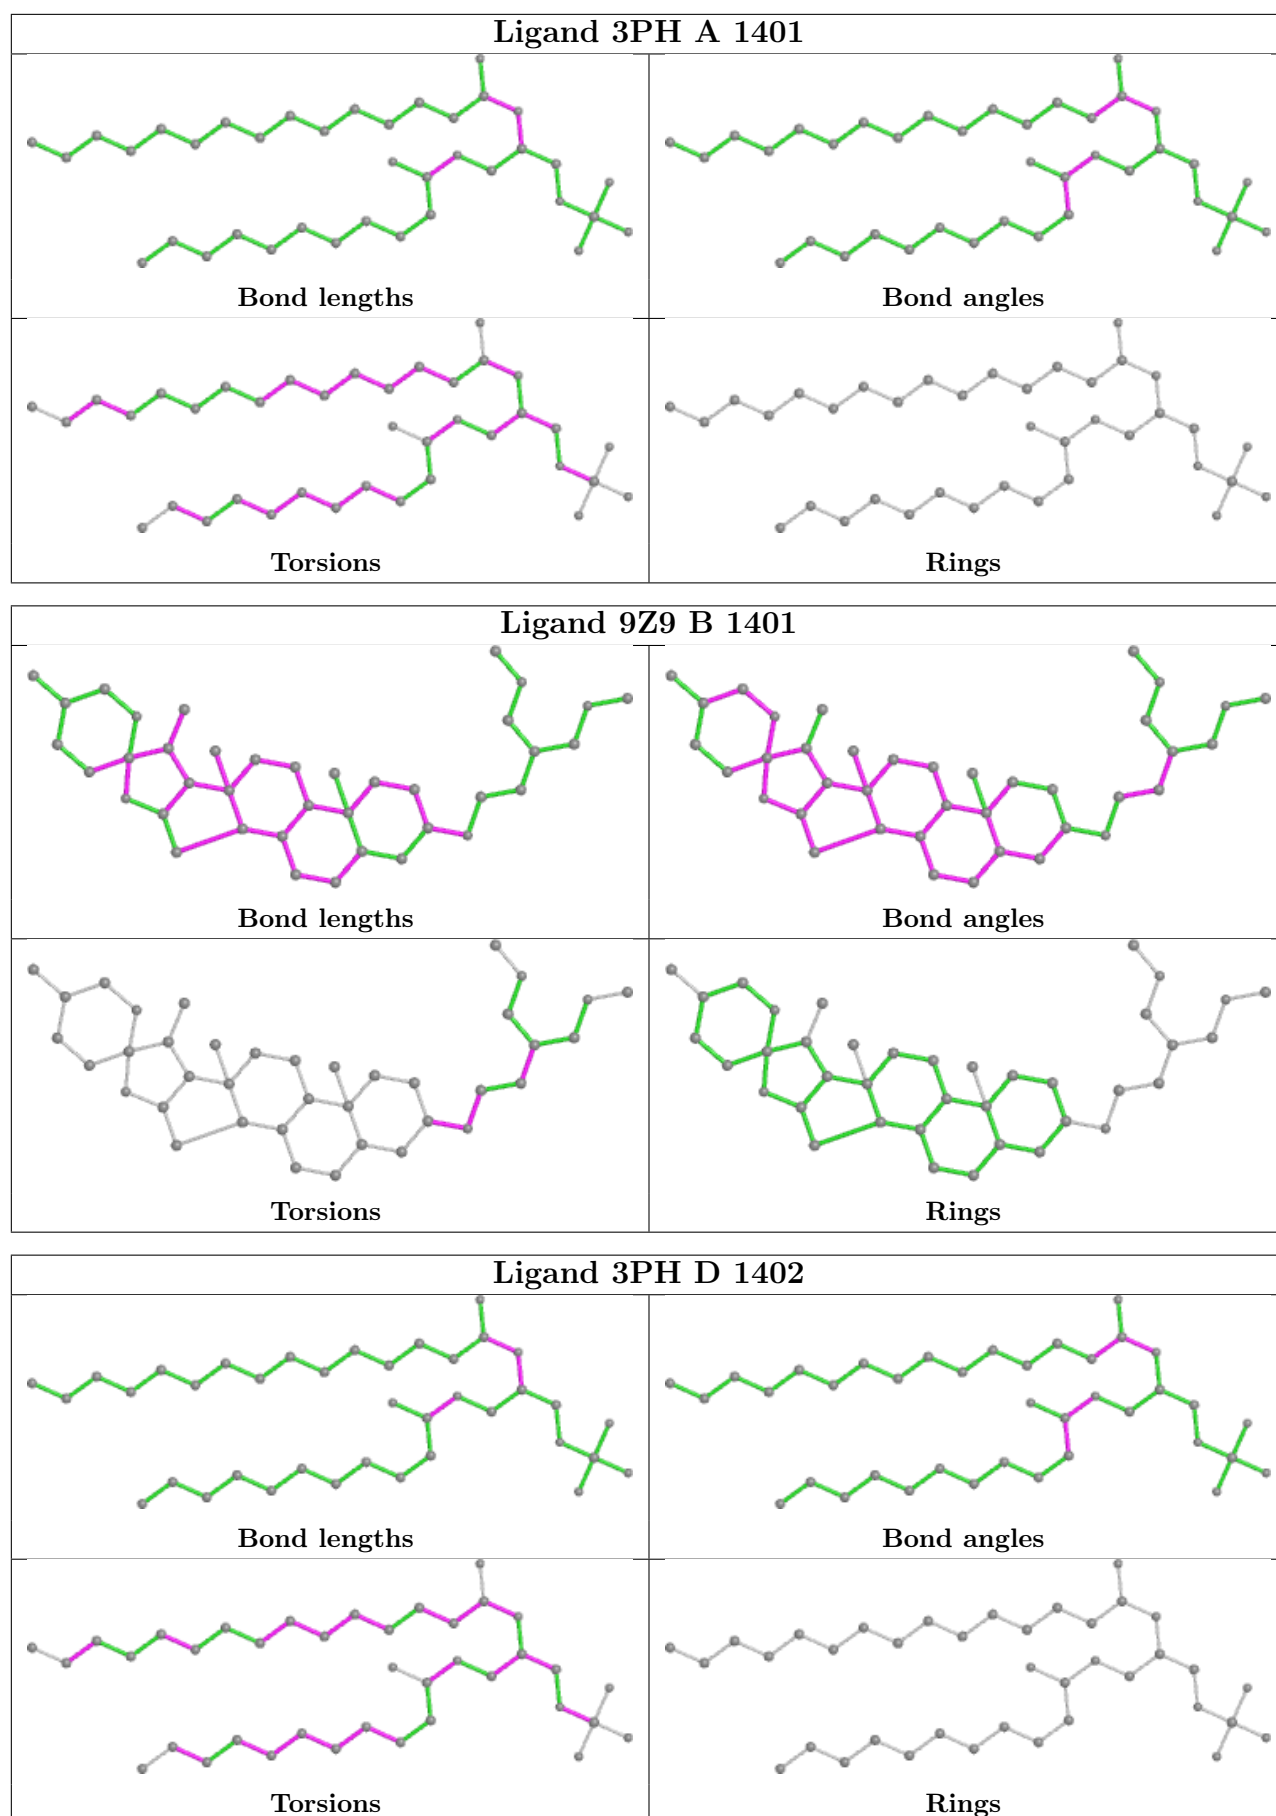 Ligand 3PH A 1401
Bond lengths
Bond angles
Torsions
Rings
Ligand 9Z9 B 1401
Bond lengths
Bond angles
Torsions
Rings
Ligand 3PH D 1402
Bond lengths
Bond angles
Torsions
Rings